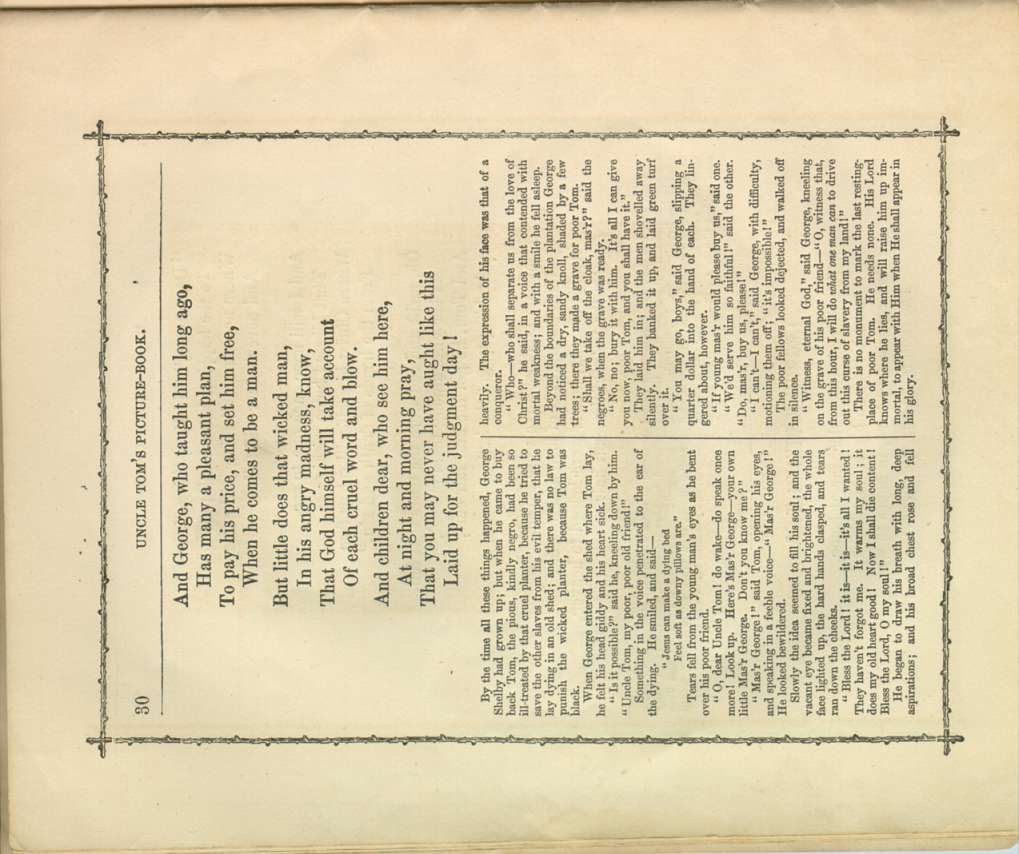 30
UNCLE TOM'S PICTURE-BOOK.
And George, who taught him long ago,
Has many a pleasant plan,
To pay his price, and set him free,
When he comes to be a man.
But little does that wicked man,
In his angry madness, know,
That God himself will take account
Of each cruel word and blow.
And children dear, who see him here,
At night and morning pray,
That you may never have aught like this
Laid up for the judgment day!
By the time all these things happened, George
Shelby had grown up; but when he came to buy
back Tom, the pious, kindly negro, had been so
ill-treated by that cruel planter, because he tried to
save the other slaves from his evil temper, that he
lay dying in an old shed; and there was no law to
punish the wicked planter, because Tom was
black.
When George entered the shed where Tom lay,
he felt his head giddy and his heart sick.
"Is it possible?" said he, kneeling down by him.
"Uncle Tom, my poor, poor old friend!"
Something in the voice penetrated to the ear of
the dying. He smiled, and said—
"Jesus can make a dying bed
Feel soft as downy pillows are."
Tears fell from the young man's eyes as he bent
over his poor friend.
"O, dear Uncle Tom! do wake—do speak once
more! Look up. Here's Mas'r George—your own
little Mas'r George. Don't you know me?"
"Mas'r George!" said Tom, opening his eyes,
and speaking in a feeble voice—"Mas'r George!"
He looked bewildered.
Slowly the idea seemed to fill his soul; and the
vacant eye became fixed and brightened, the whole
face lighted up, the hard hands clasped, and tears
ran down the cheeks.
"Bless the Lord! it is—it is—it's all I wanted!
They haven't forgot me. It warms my soul; it
does my old heart good! Now I shall die content!
Bless the Lord, O my soul!"
He began to draw his breath with long, deep
aspirations; and his broad chest rose and fell
heavily. The expression of his face was that of a
conqueror.
"Who—who shall separate us from the love of
Christ?" he said, in a voice that contended with
mortal weakness; and with a smile he fell asleep.
Beyond the boundaries of the plantation George
had noticed a dry, sandy knoll, shaded by a few
trees; there they made a grave for poor Tom.
"Shall we take off the cloak, mas'r?" said the
negroes, when the grave was ready.
"No, no; bury it with him. It's all I can give
you now, poor Tom, and you shall have it."
They laid him in; and the men shovelled away
silently. They banked it up, and laid green turf
over it.
"You may go, boys," said George, slipping a
quarter dollar into the hand of each. They lin-
gered about, however.
"If young mas'r would please buy us," said one.
"We'd serve him so faithful!" said the other.
"Do, mas'r, buy us, please!"
"I can't—I can't," said George, with difficulty,
motioning them off; "it's impossible!"
The poor fellows looked dejected, and walked off
in silence.
"Witness, eternal God," said George, kneeling
on the grave of his poor friend—"O, witness that,
from this hour, I will do what one man can to drive
out this curse of slavery from my land!"
There is no monument to mark the last resting-
place of poor Tom. He needs none. His Lord
knows where he lies, and will raise him up im-
mortal, to appear with Him when He shall appear in
his glory.